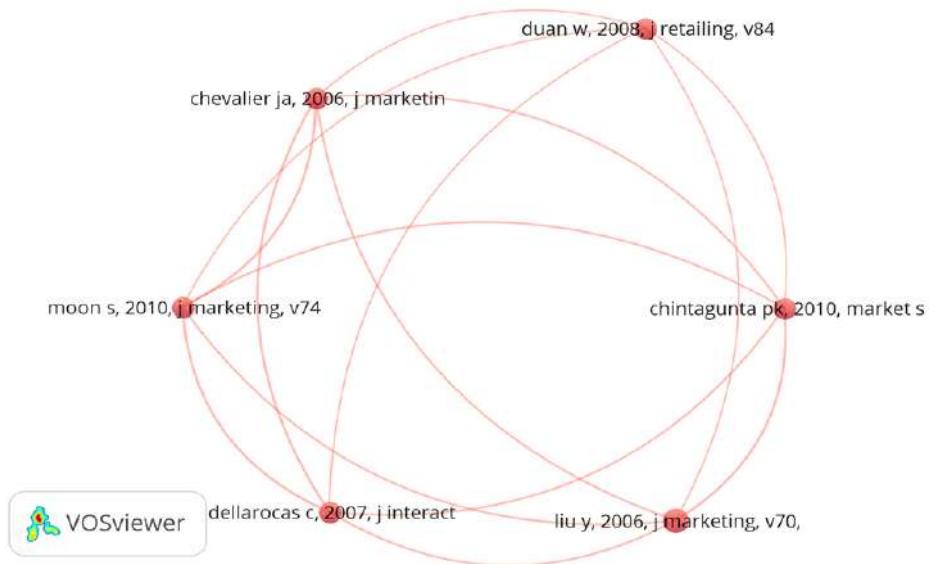 duan w, 2008, j retailing, v84
chevalier ja, 2006, j marketin
moon s, 2010, j marketing, v74
chintagunta pk, 2010, market s
dellarocas c, 2007, j interact
liu y, 2006, j marketing, v70,
VOSviewer